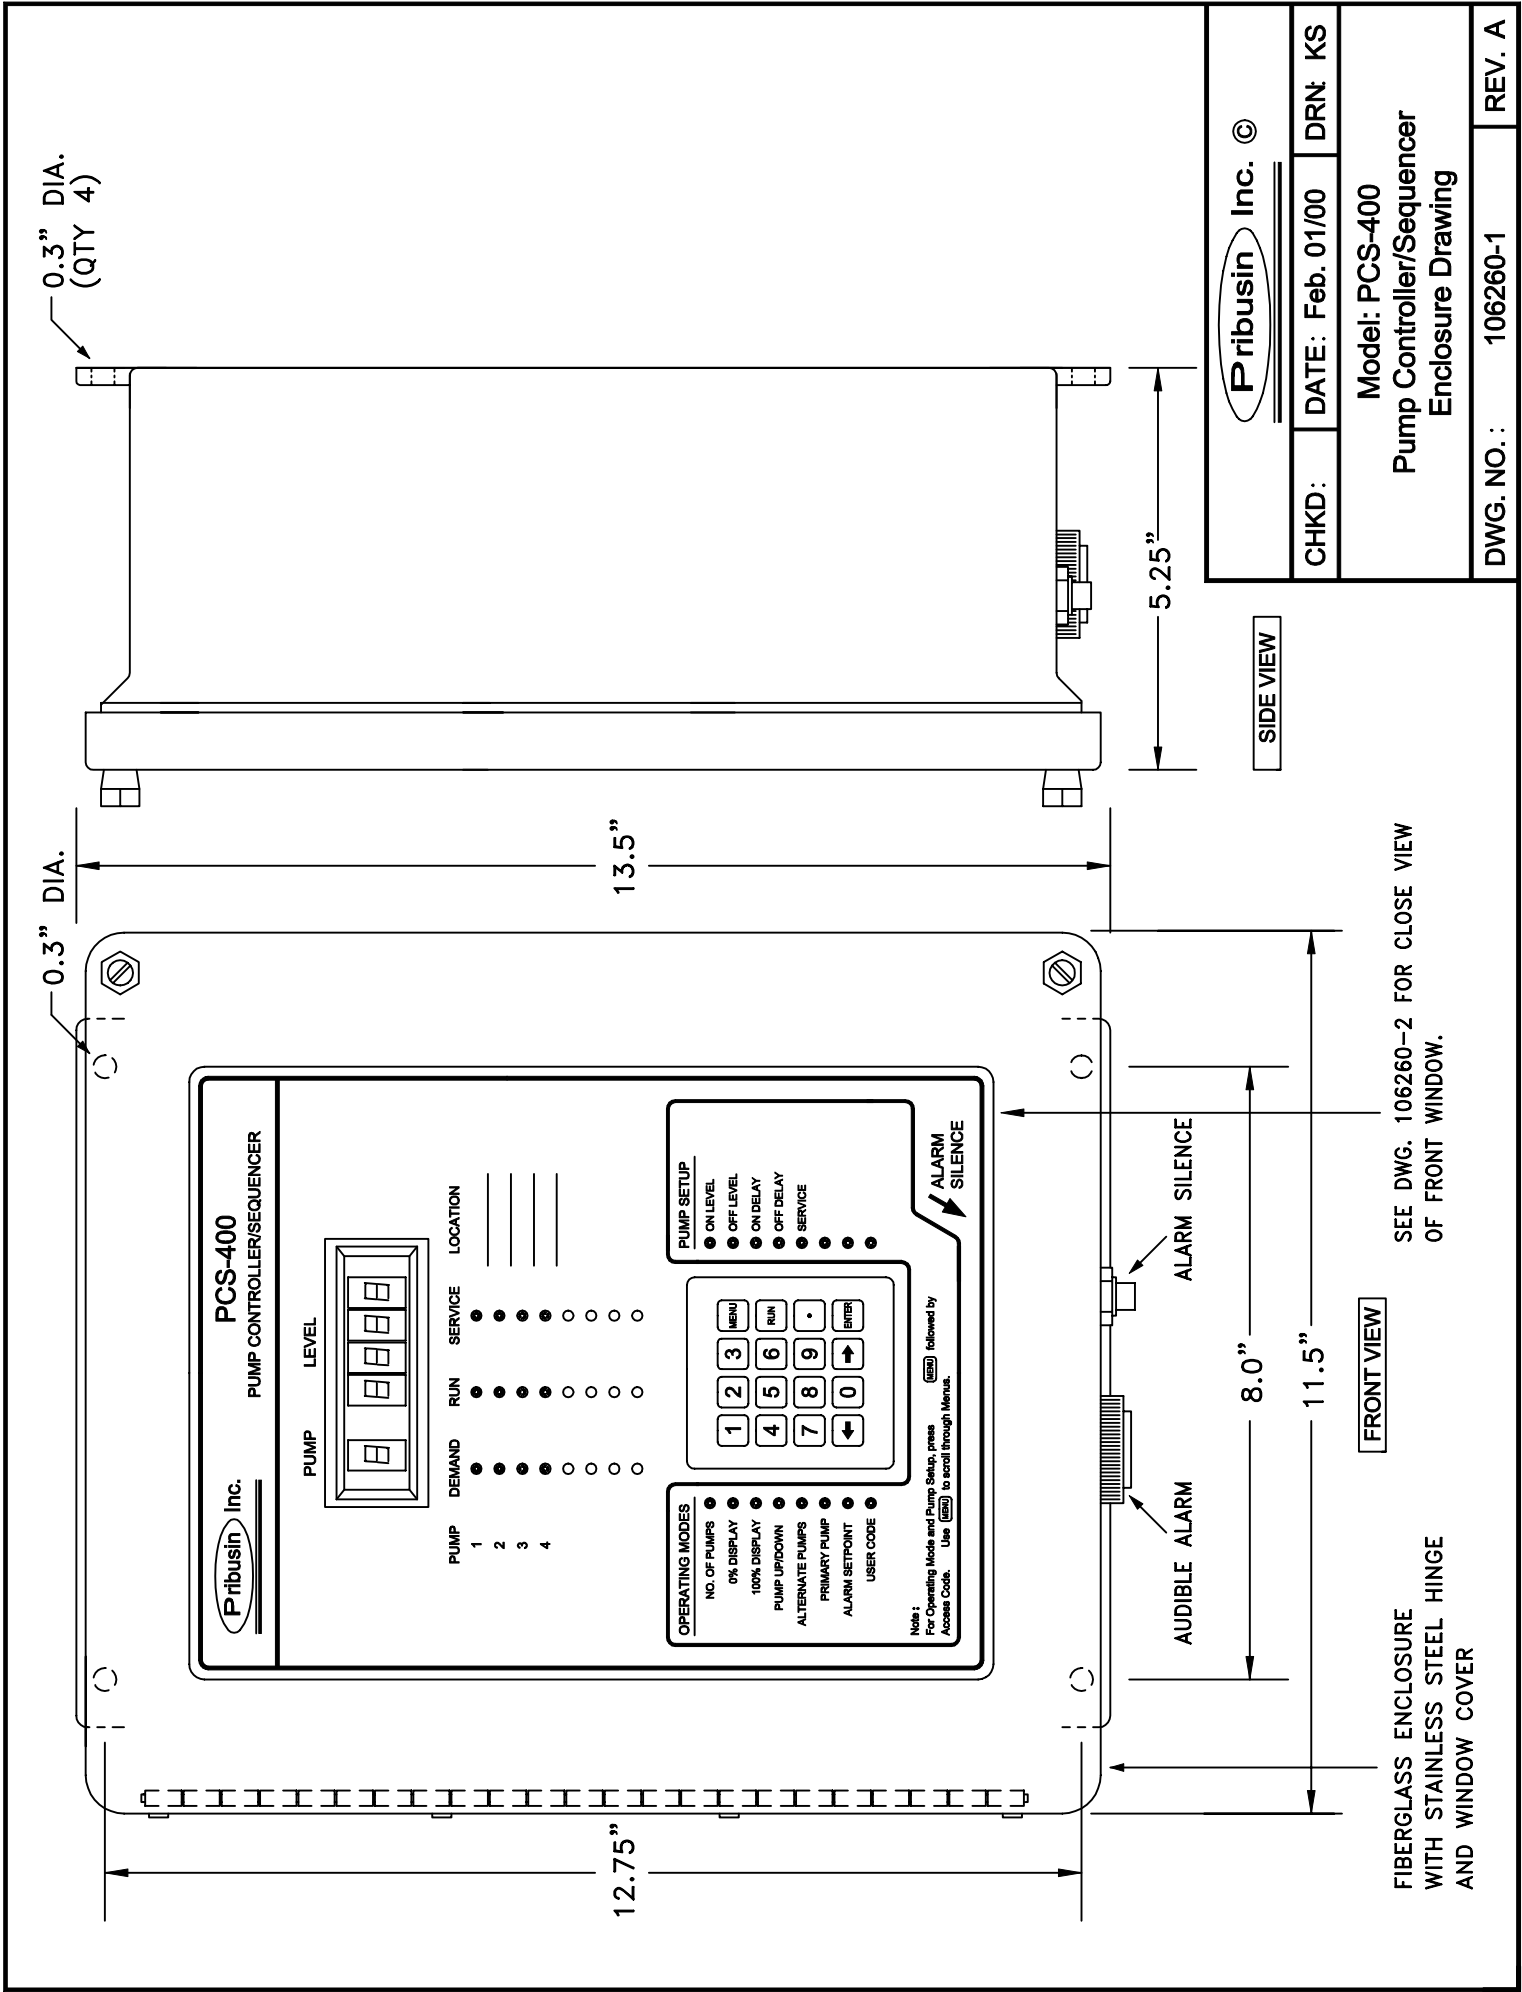 0.3" DIA.
0.3" DIA.
(QTY 4)
Pribusin Inc.
PCS-400
PUMP CONTROLLER/SEQUENCER
PUMP LEVEL
PUMP DEMAND RUN SERVICE LOCATION
1
2
3
4
OPERATING MODES
NO. OF PUMPS
0% DISPLAY
100% DISPLAY
PUMP UP/DOWN
ALTERNATE PUMPS
PRIMARY PUMP
ALARM SETPOINT
USER CODE
1 2 3 MENU
4 5 6 RUN
7 8 9 •
← 0 → ENTER
PUMP SETUP
ON LEVEL
OFF LEVEL
ON DELAY
OFF DELAY
SERVICE
Note :
For Operating Mode and Pump Setup, press MENU followed by
Access Code. Use MENU to scroll through Menus.
ALARM
SILENCE
12.75"
13.5"
5.25"
AUDIBLE ALARM
ALARM SILENCE
8.0"
11.5"
SIDE VIEW
FRONT VIEW
FIBERGLASS ENCLOSURE
WITH STAINLESS STEEL HINGE
AND WINDOW COVER
SEE DWG. 106260-2 FOR CLOSE VIEW
OF FRONT WINDOW.
Pribusin Inc. ©
CHKD: DATE: Feb. 01/00 DRN: KS
Model: PCS-400
Pump Controller/Sequencer
Enclosure Drawing
DWG. NO. : 106260-1 REV. A